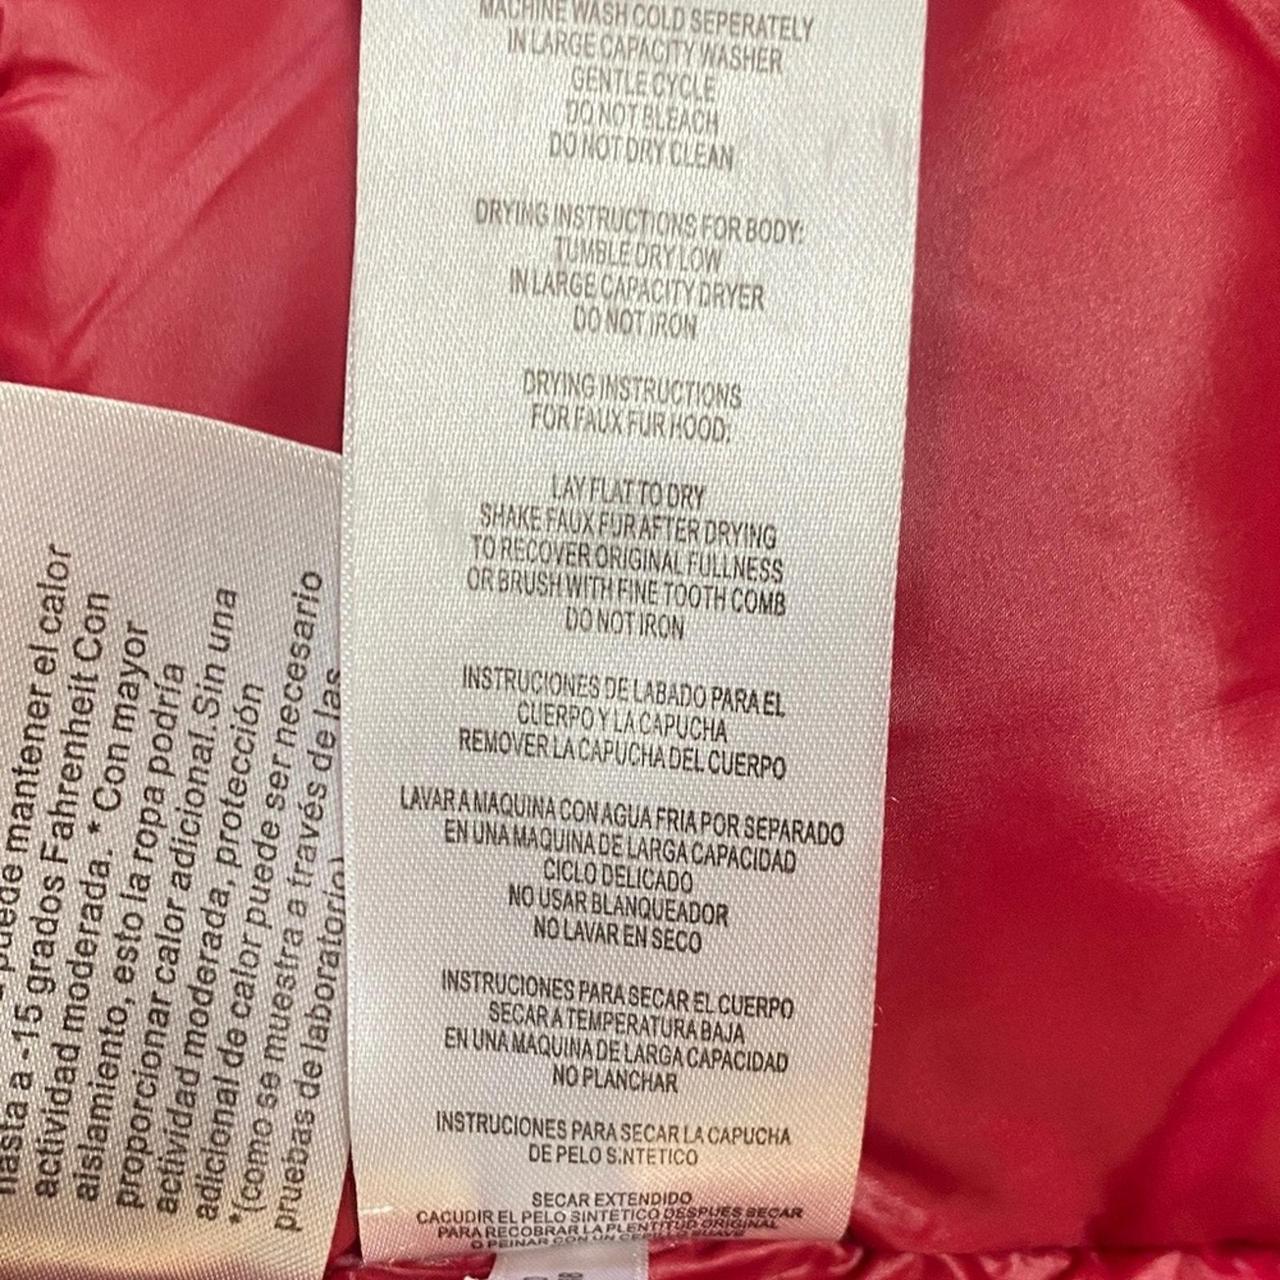 MACHINE WASH COLD SEPERATELY
IN LARGE CAPACITY WASHER
GENTLE CYCLE
DO NOT BLEACH
DO NOT DRY CLEAN
DRYING INSTRUCTIONS FOR BODY:
TUMBLE DRY LOW
IN LARGE CAPACITY DRYER
DO NOT IRON
DRYING INSTRUCTIONS
FOR FAUX FUR HOOD:
LAY FLAT TO DRY
SHAKE FAUX FUR AFTER DRYING
TO RECOVER ORIGINAL FULLNESS
OR BRUSH WITH FINE TOOTH COMB
DO NOT IRON
INSTRUCIONES DE LABADO PARA EL
CUERPO Y LA CAPUCHA
REMOVER LA CAPUCHA DEL CUERPO
LAVAR A MAQUINA CON AGUA FRIA POR SEPARADO
EN UNA MAQUINA DE LARGA CAPACIDAD
CICLO DELICADO
NO USAR BLANQUEADOR
NO LAVAR EN SECO
INSTRUCIONES PARA SECAR EL CUERPO
SECAR A TEMPERATURA BAJA
EN UNA MAQUINA DE LARGA CAPACIDAD
NO PLANCHAR
INSTRUCIONES PARA SECAR LA CAPUCHA
DE PELO SINTETICO
SECAR EXTENDIDO
CACUDIR EL PELO SINTETICO DESPUES SECAR
PARA RECOBRAR LA PLENTITUD ORIGINAL
O PEINAR CON UN CEPILLO SUAVE
puede mantener el calor
hasta a -15 grados Fahrenheit Con
actividad moderada. * Con mayor
aislamiento, esto la ropa podría
proporcionar calor adicional.Sin una
actividad moderada, protección
adicional de calor puede ser necesario
*(como se muestra a través de las
pruebas de laboratorio)